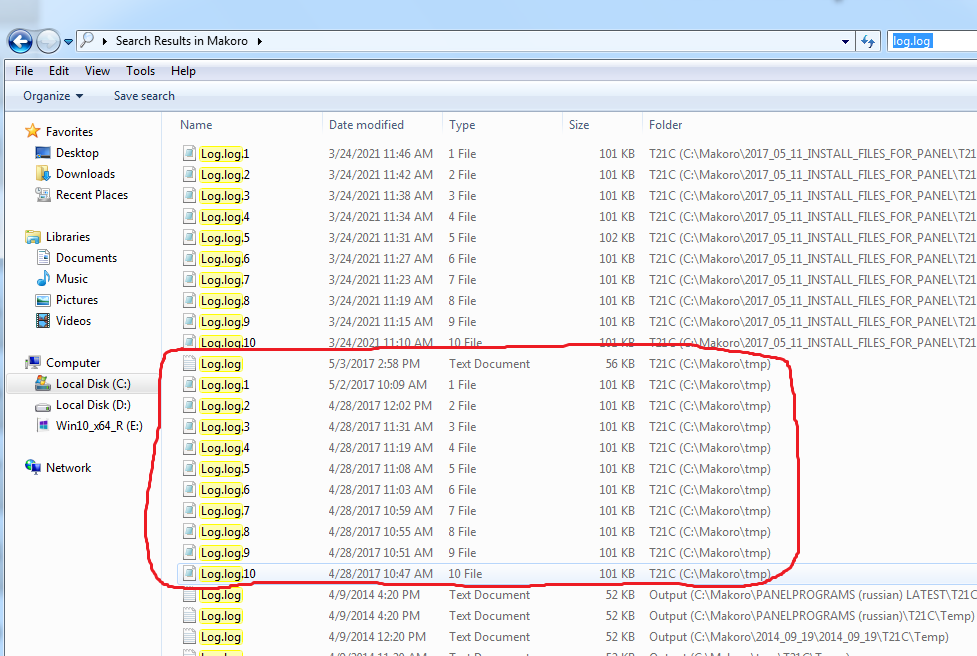 Search Results in Makoro
log.log
File Edit View Tools Help
Organize Save search
Favorites
Desktop
Downloads
Recent Places
Libraries
Documents
Music
Pictures
Videos
Computer
Local Disk (C:)
Local Disk (D:)
Win10_x64_R (E:)
Network
Name Date modified Type Size Folder
Log.log.1 3/24/2021 11:46 AM 1 File 101 KB T21C (C:\Makoro\2017_05_11_INSTALL_FILES_FOR_PANEL\T21
Log.log.2 3/24/2021 11:42 AM 2 File 101 KB T21C (C:\Makoro\2017_05_11_INSTALL_FILES_FOR_PANEL\T21
Log.log.3 3/24/2021 11:38 AM 3 File 101 KB T21C (C:\Makoro\2017_05_11_INSTALL_FILES_FOR_PANEL\T21
Log.log.4 3/24/2021 11:34 AM 4 File 101 KB T21C (C:\Makoro\2017_05_11_INSTALL_FILES_FOR_PANEL\T21
Log.log.5 3/24/2021 11:31 AM 5 File 102 KB T21C (C:\Makoro\2017_05_11_INSTALL_FILES_FOR_PANEL\T21
Log.log.6 3/24/2021 11:27 AM 6 File 101 KB T21C (C:\Makoro\2017_05_11_INSTALL_FILES_FOR_PANEL\T21
Log.log.7 3/24/2021 11:23 AM 7 File 101 KB T21C (C:\Makoro\2017_05_11_INSTALL_FILES_FOR_PANEL\T21
Log.log.8 3/24/2021 11:19 AM 8 File 101 KB T21C (C:\Makoro\2017_05_11_INSTALL_FILES_FOR_PANEL\T21
Log.log.9 3/24/2021 11:15 AM 9 File 101 KB T21C (C:\Makoro\2017_05_11_INSTALL_FILES_FOR_PANEL\T21
Log.log.10 3/24/2021 11:10 AM 10 File 101 KB T21C (C:\Makoro\2017_05_11_INSTALL_FILES_FOR_PANEL\T21
Log.log 5/3/2017 2:58 PM Text Document 56 KB T21C (C:\Makoro\tmp)
Log.log.1 5/2/2017 10:09 AM 1 File 101 KB T21C (C:\Makoro\tmp)
Log.log.2 4/28/2017 12:02 PM 2 File 101 KB T21C (C:\Makoro\tmp)
Log.log.3 4/28/2017 11:31 AM 3 File 101 KB T21C (C:\Makoro\tmp)
Log.log.4 4/28/2017 11:19 AM 4 File 101 KB T21C (C:\Makoro\tmp)
Log.log.5 4/28/2017 11:08 AM 5 File 101 KB T21C (C:\Makoro\tmp)
Log.log.6 4/28/2017 11:03 AM 6 File 101 KB T21C (C:\Makoro\tmp)
Log.log.7 4/28/2017 10:59 AM 7 File 101 KB T21C (C:\Makoro\tmp)
Log.log.8 4/28/2017 10:55 AM 8 File 101 KB T21C (C:\Makoro\tmp)
Log.log.9 4/28/2017 10:51 AM 9 File 101 KB T21C (C:\Makoro\tmp)
Log.log.10 4/28/2017 10:47 AM 10 File 101 KB T21C (C:\Makoro\tmp)
Log.log 4/9/2014 4:20 PM Text Document 52 KB Output (C:\Makoro\PANELPROGRAMS (russian) LATEST\T21C
Log.log 4/9/2014 4:20 PM Text Document 52 KB Output (C:\Makoro\PANELPROGRAMS (russian)\T21C\Temp)
Log.log 4/9/2014 12:20 PM Text Document 52 KB Output (C:\Makoro\2014_09_19\2014_09_19\T21C\Temp)